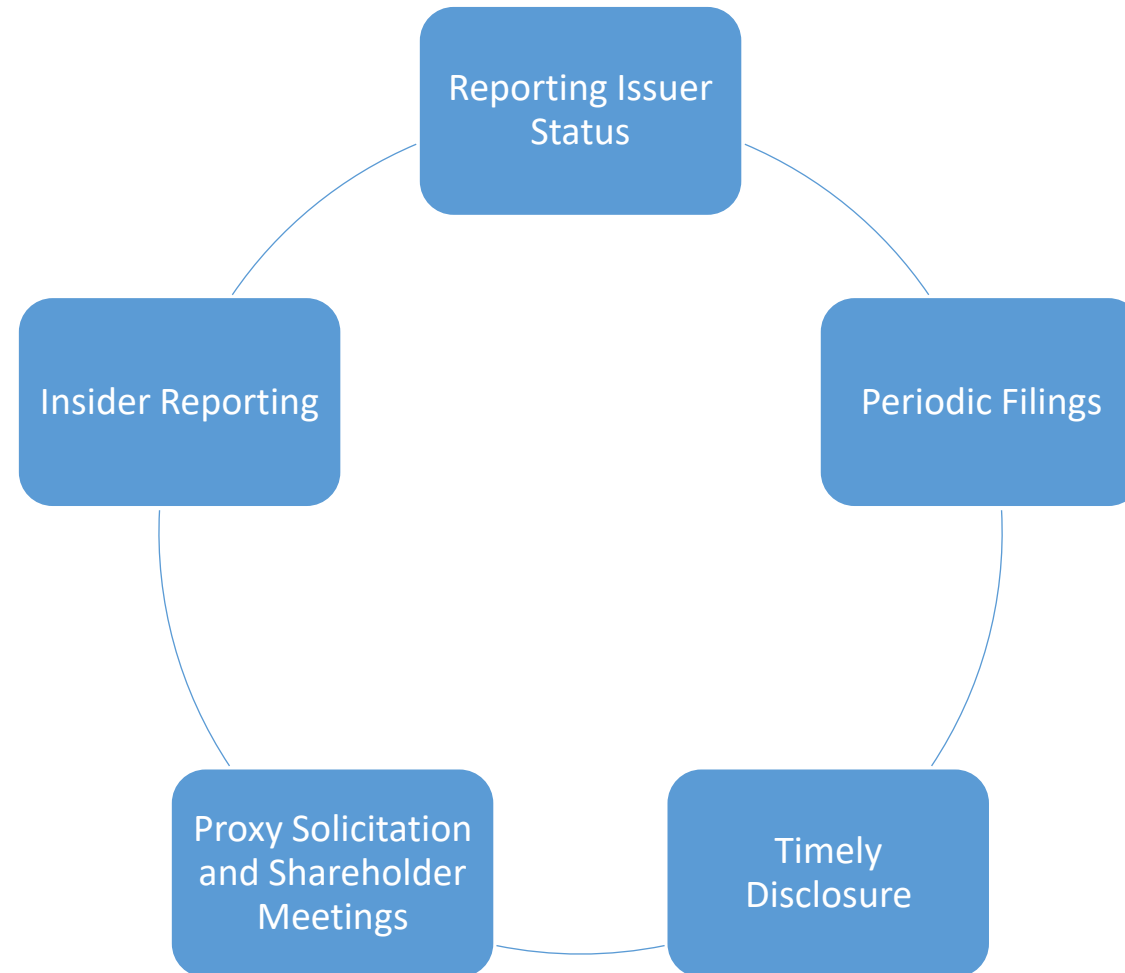 Reporting Issuer
Status
Insider Reporting
Periodic Filings
Proxy Solicitation
and Shareholder
Meetings
Timely
Disclosure